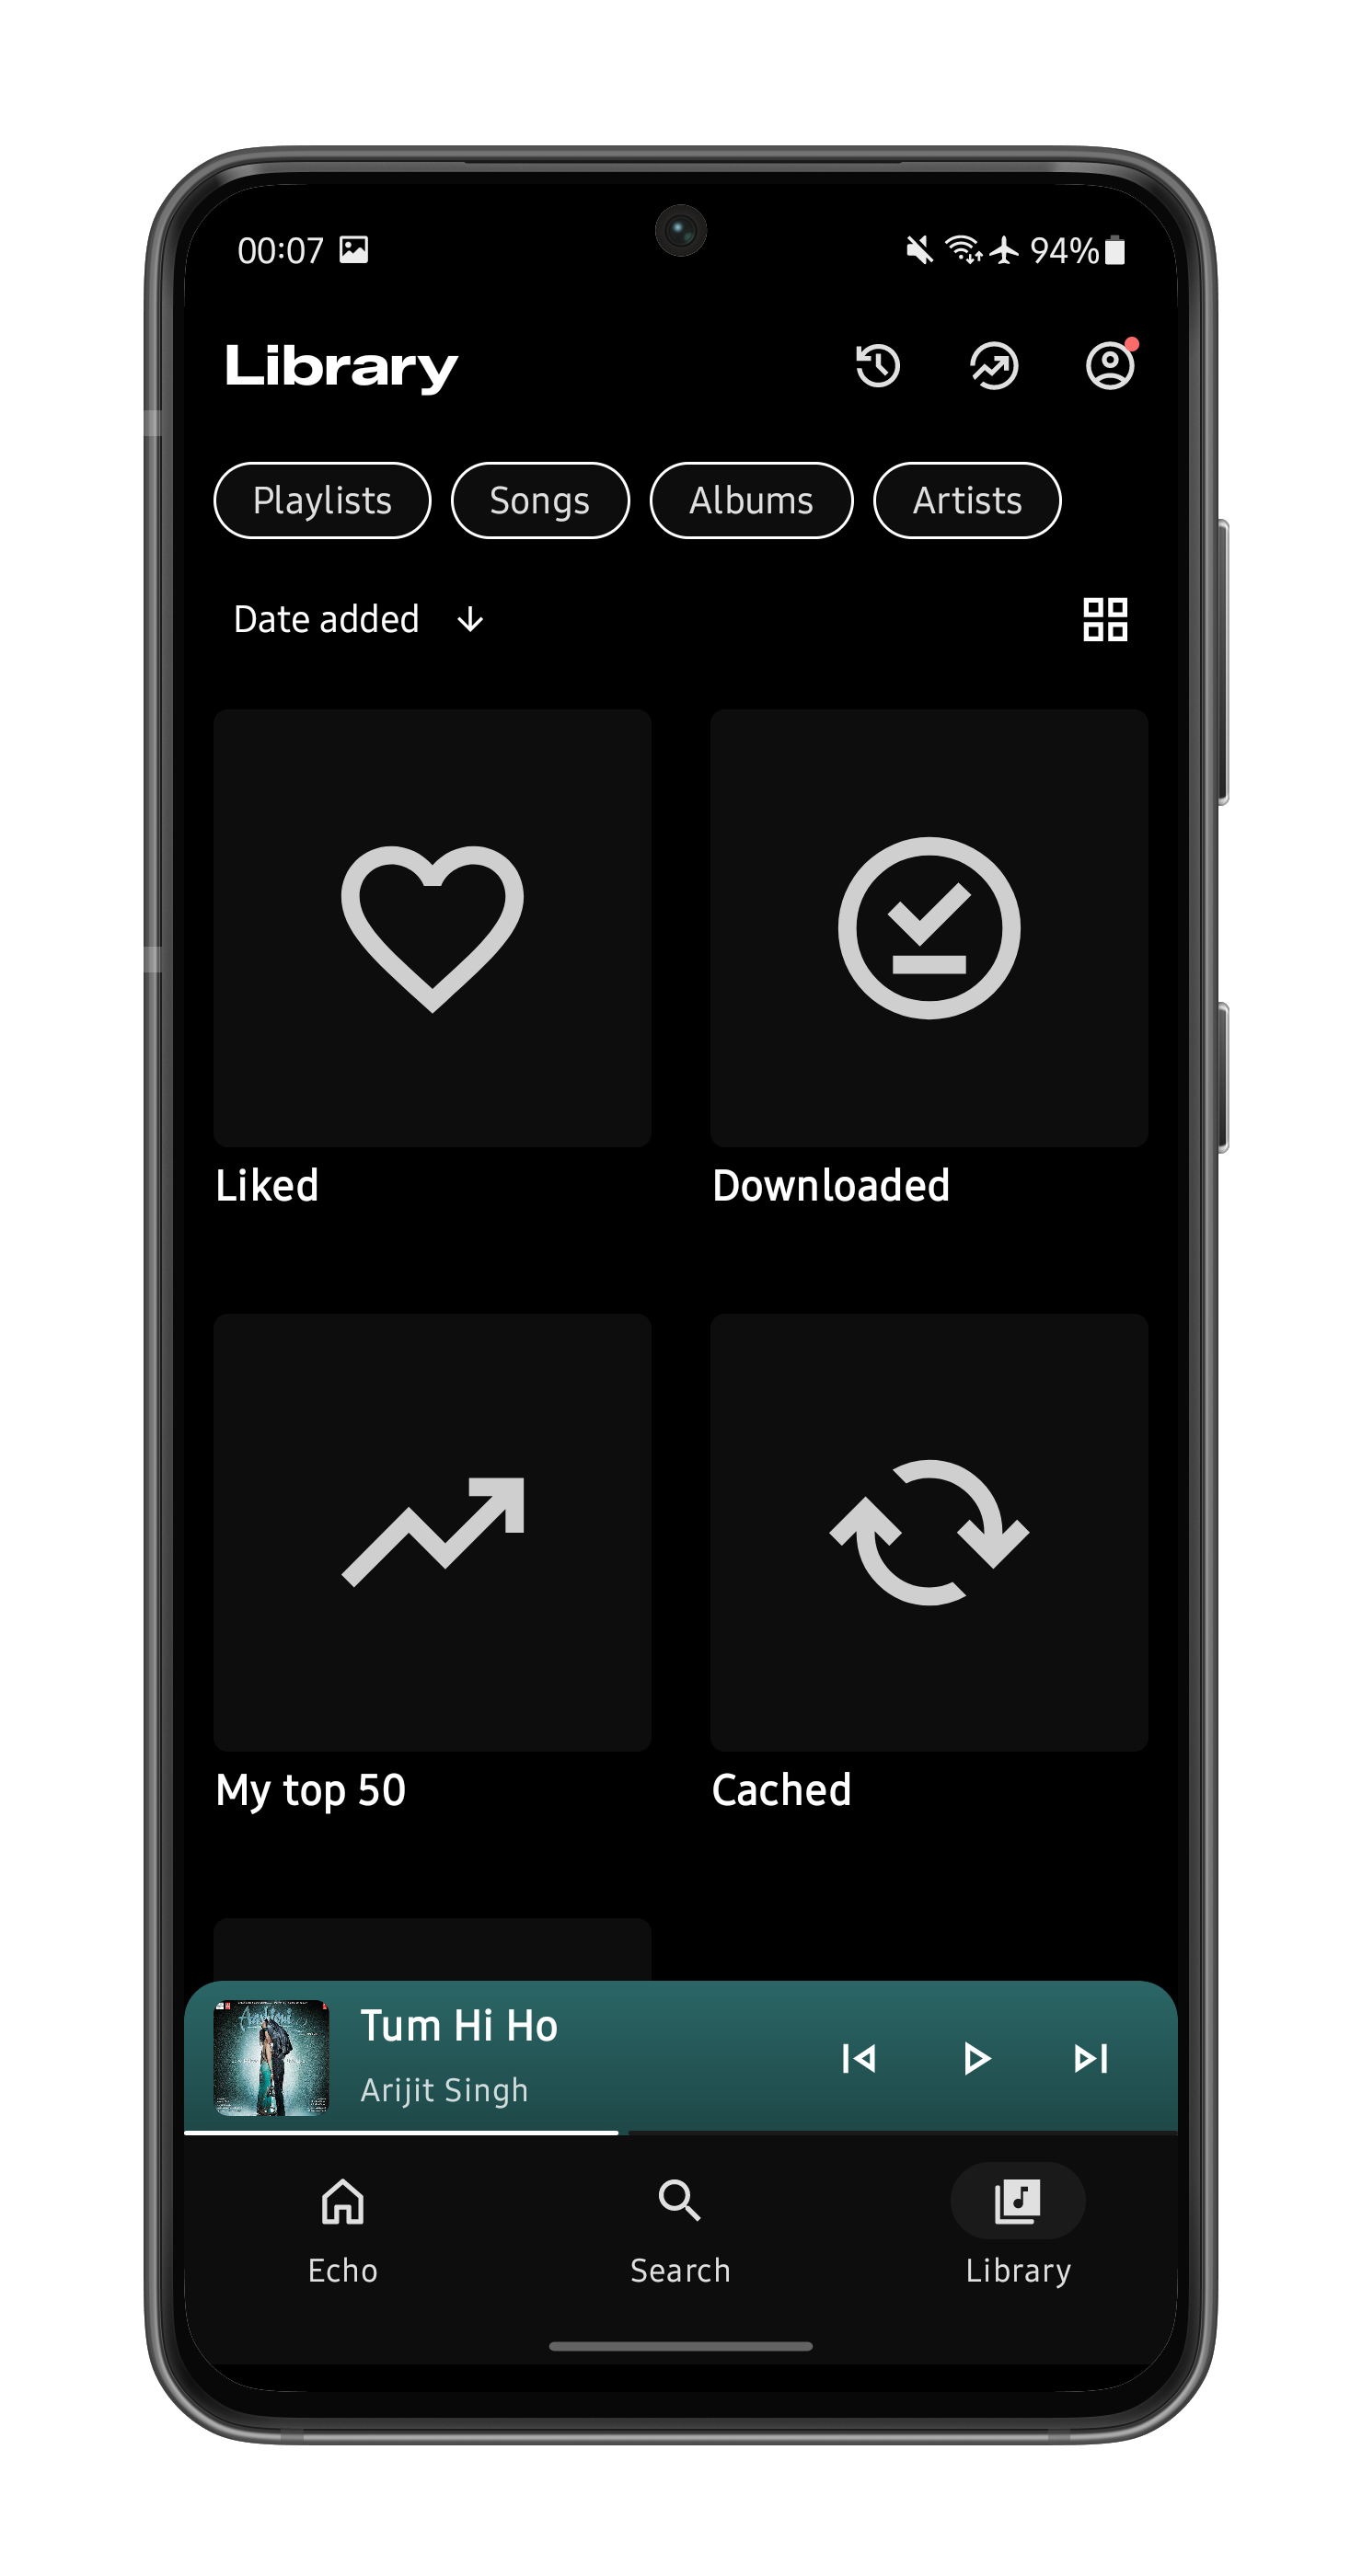 00:07 94%
Library
Playlists Songs Albums Artists
Date added
Liked Downloaded
My top 50 Cached
Tum Hi Ho
Arijit Singh
Echo Search Library